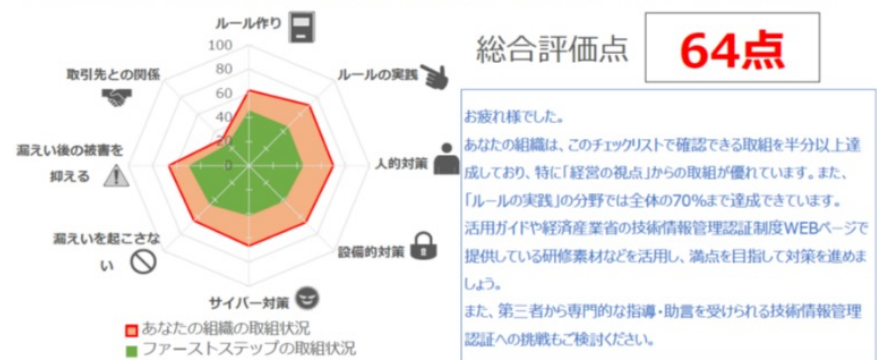 ルール作り
100
80
60
40
20
0
ルールの実践
人的対策
設備的対策
サイバー対策
漏えいを起こさな
い
漏えい後の被害を
抑える
取引先との関係
あなたの組織の取組状況
ファーストステップの取組状況
総合評価点
64点
お疲れ様でした。
あなたの組織は、このチェックリストで確認できる取組を半分以上達
成しており、特に「経営の視点」からの取組が優れています。また、
「ルールの実践」の分野では全体の70%まで達成できています。
活用ガイドや経済産業省の技術情報管理認証制度WEBページで
提供している研修素材などを活用し、満点を目指して対策を進めま
しょう。
また、第三者から専門的な指導・助言を受けられる技術情報管理
認証への挑戦もご検討ください。